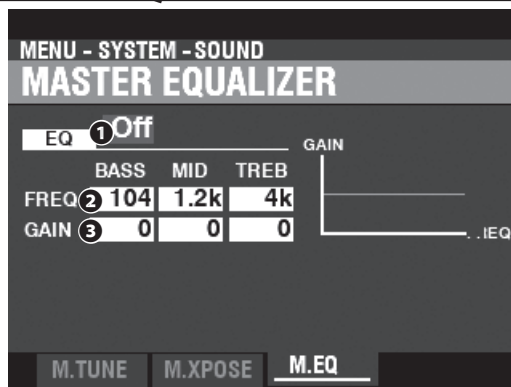 MENU - SYSTEM - SOUND
MASTER EQUALIZER
EQ 1 Off
GAIN
BASS MID TREB
FREQ 2 104 1.2k 4k
GAIN 3 0 0 0
M.TUNE M.XPOSE M.EQ